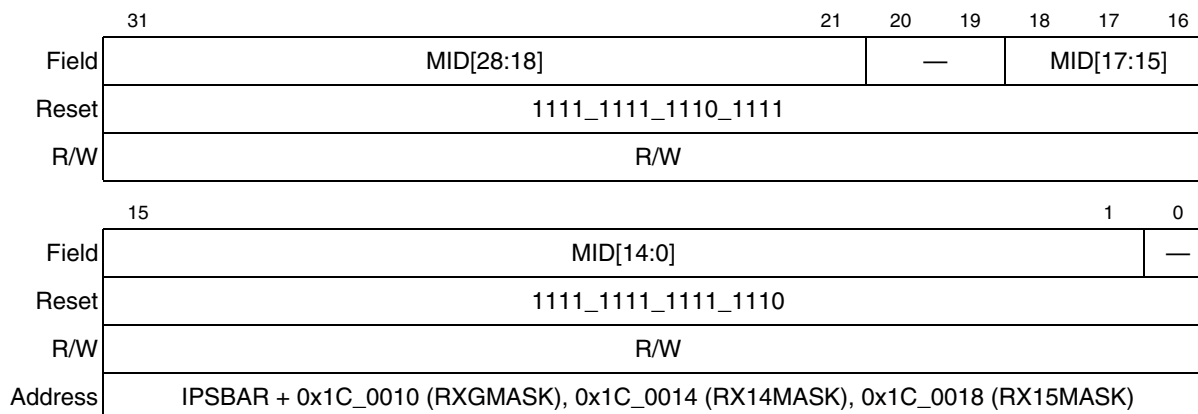 31 21 20 19 18 17 16
Field MID[28:18] — MID[17:15]
Reset 1111_1111_1110_1111
R/W R/W
15 1 0
Field MID[14:0] —
Reset 1111_1111_1111_1110
R/W R/W
Address IPSBAR + 0x1C_0010 (RXGMASK), 0x1C_0014 (RX14MASK), 0x1C_0018 (RX15MASK)